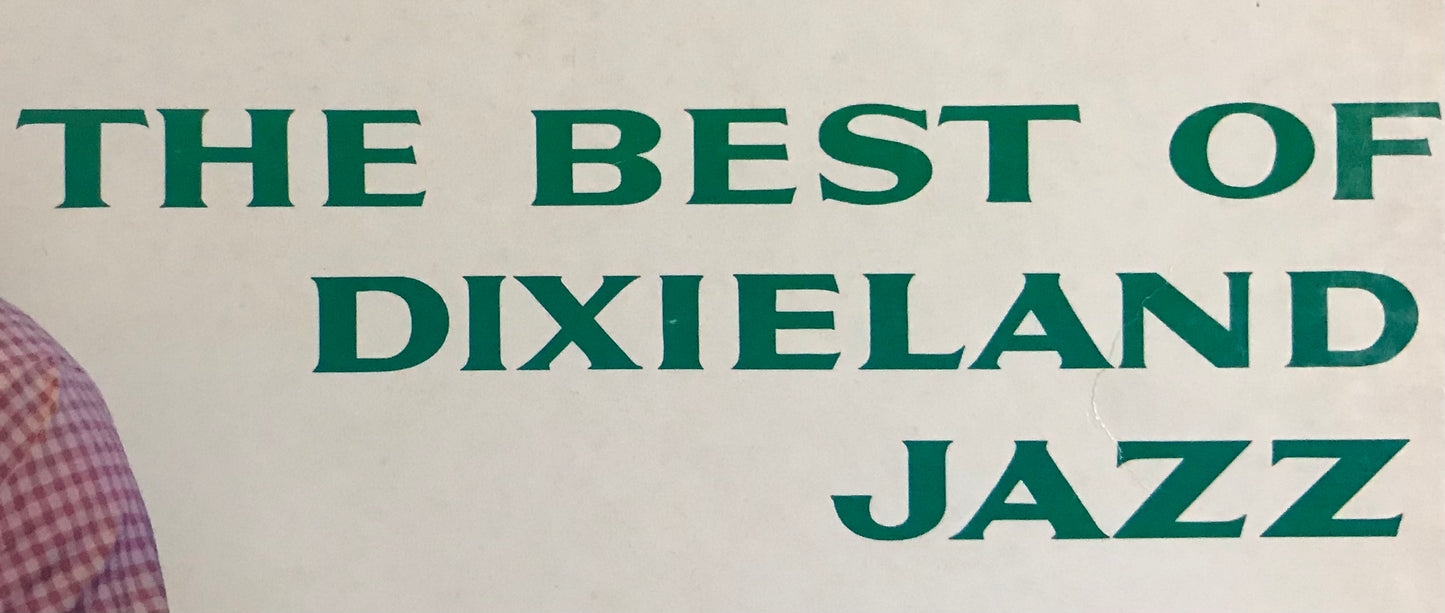 THE BEST OF
DIXIELAND
JAZZ